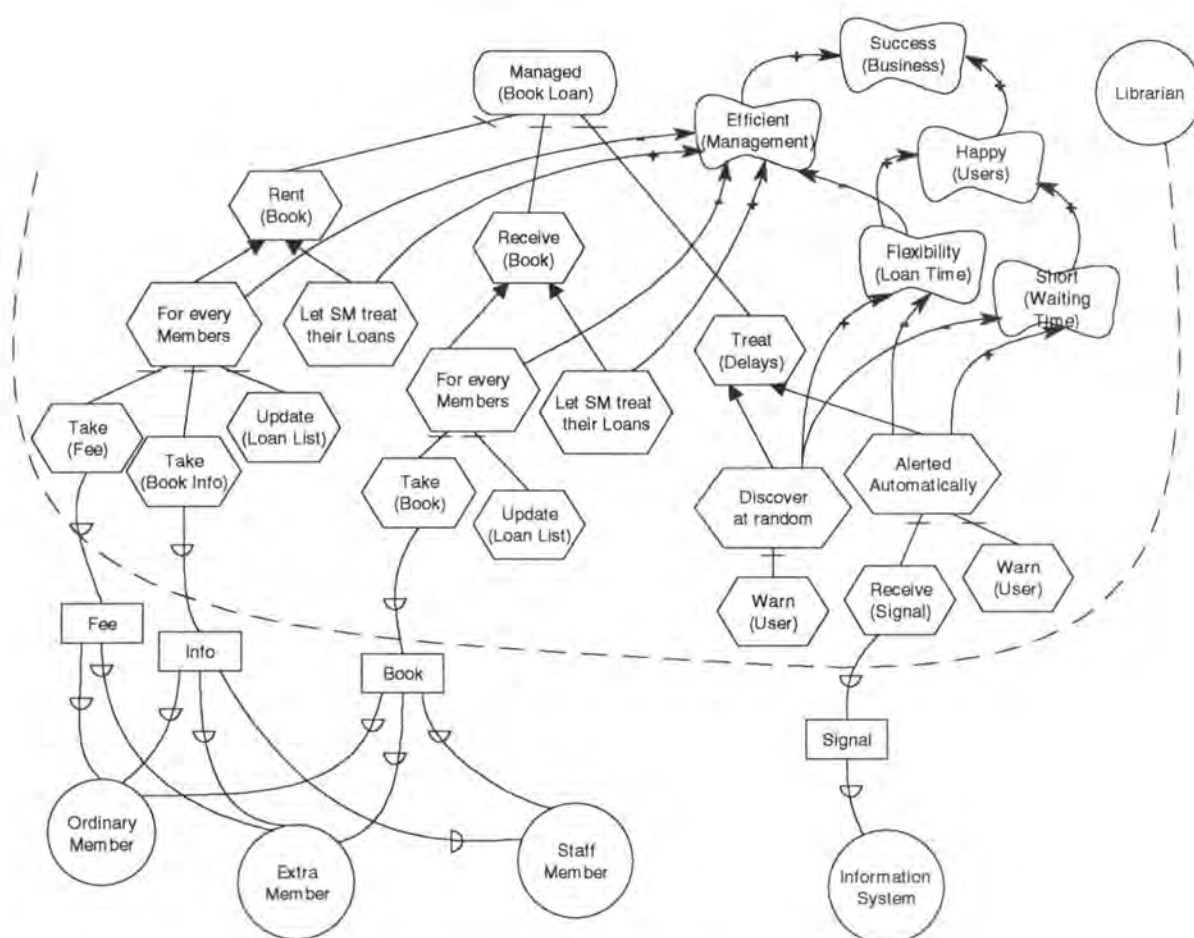 Success
(Business)
Managed
(Book Loan)
Librarian
Efficient
(Management)
Happy
(Users)
Rent
(Book)
Receive
(Book)
Flexibility
(Loan Time)
Short
(Waiting
Time)
For every
Members
Let SM treat
their Loans
Treat
(Delays)
For every
Members
Let SM treat
their Loans
Take
(Fee)
Update
(Loan List)
Take
(Book Info)
Take
(Book)
Update
(Loan List)
Discover
at random
Alerted
Automatically
Warn
(User)
Receive
(Signal)
Warn
(User)
Fee
Info
Book
Signal
Ordinary
Member
Extra
Member
Staff
Member
Information
System